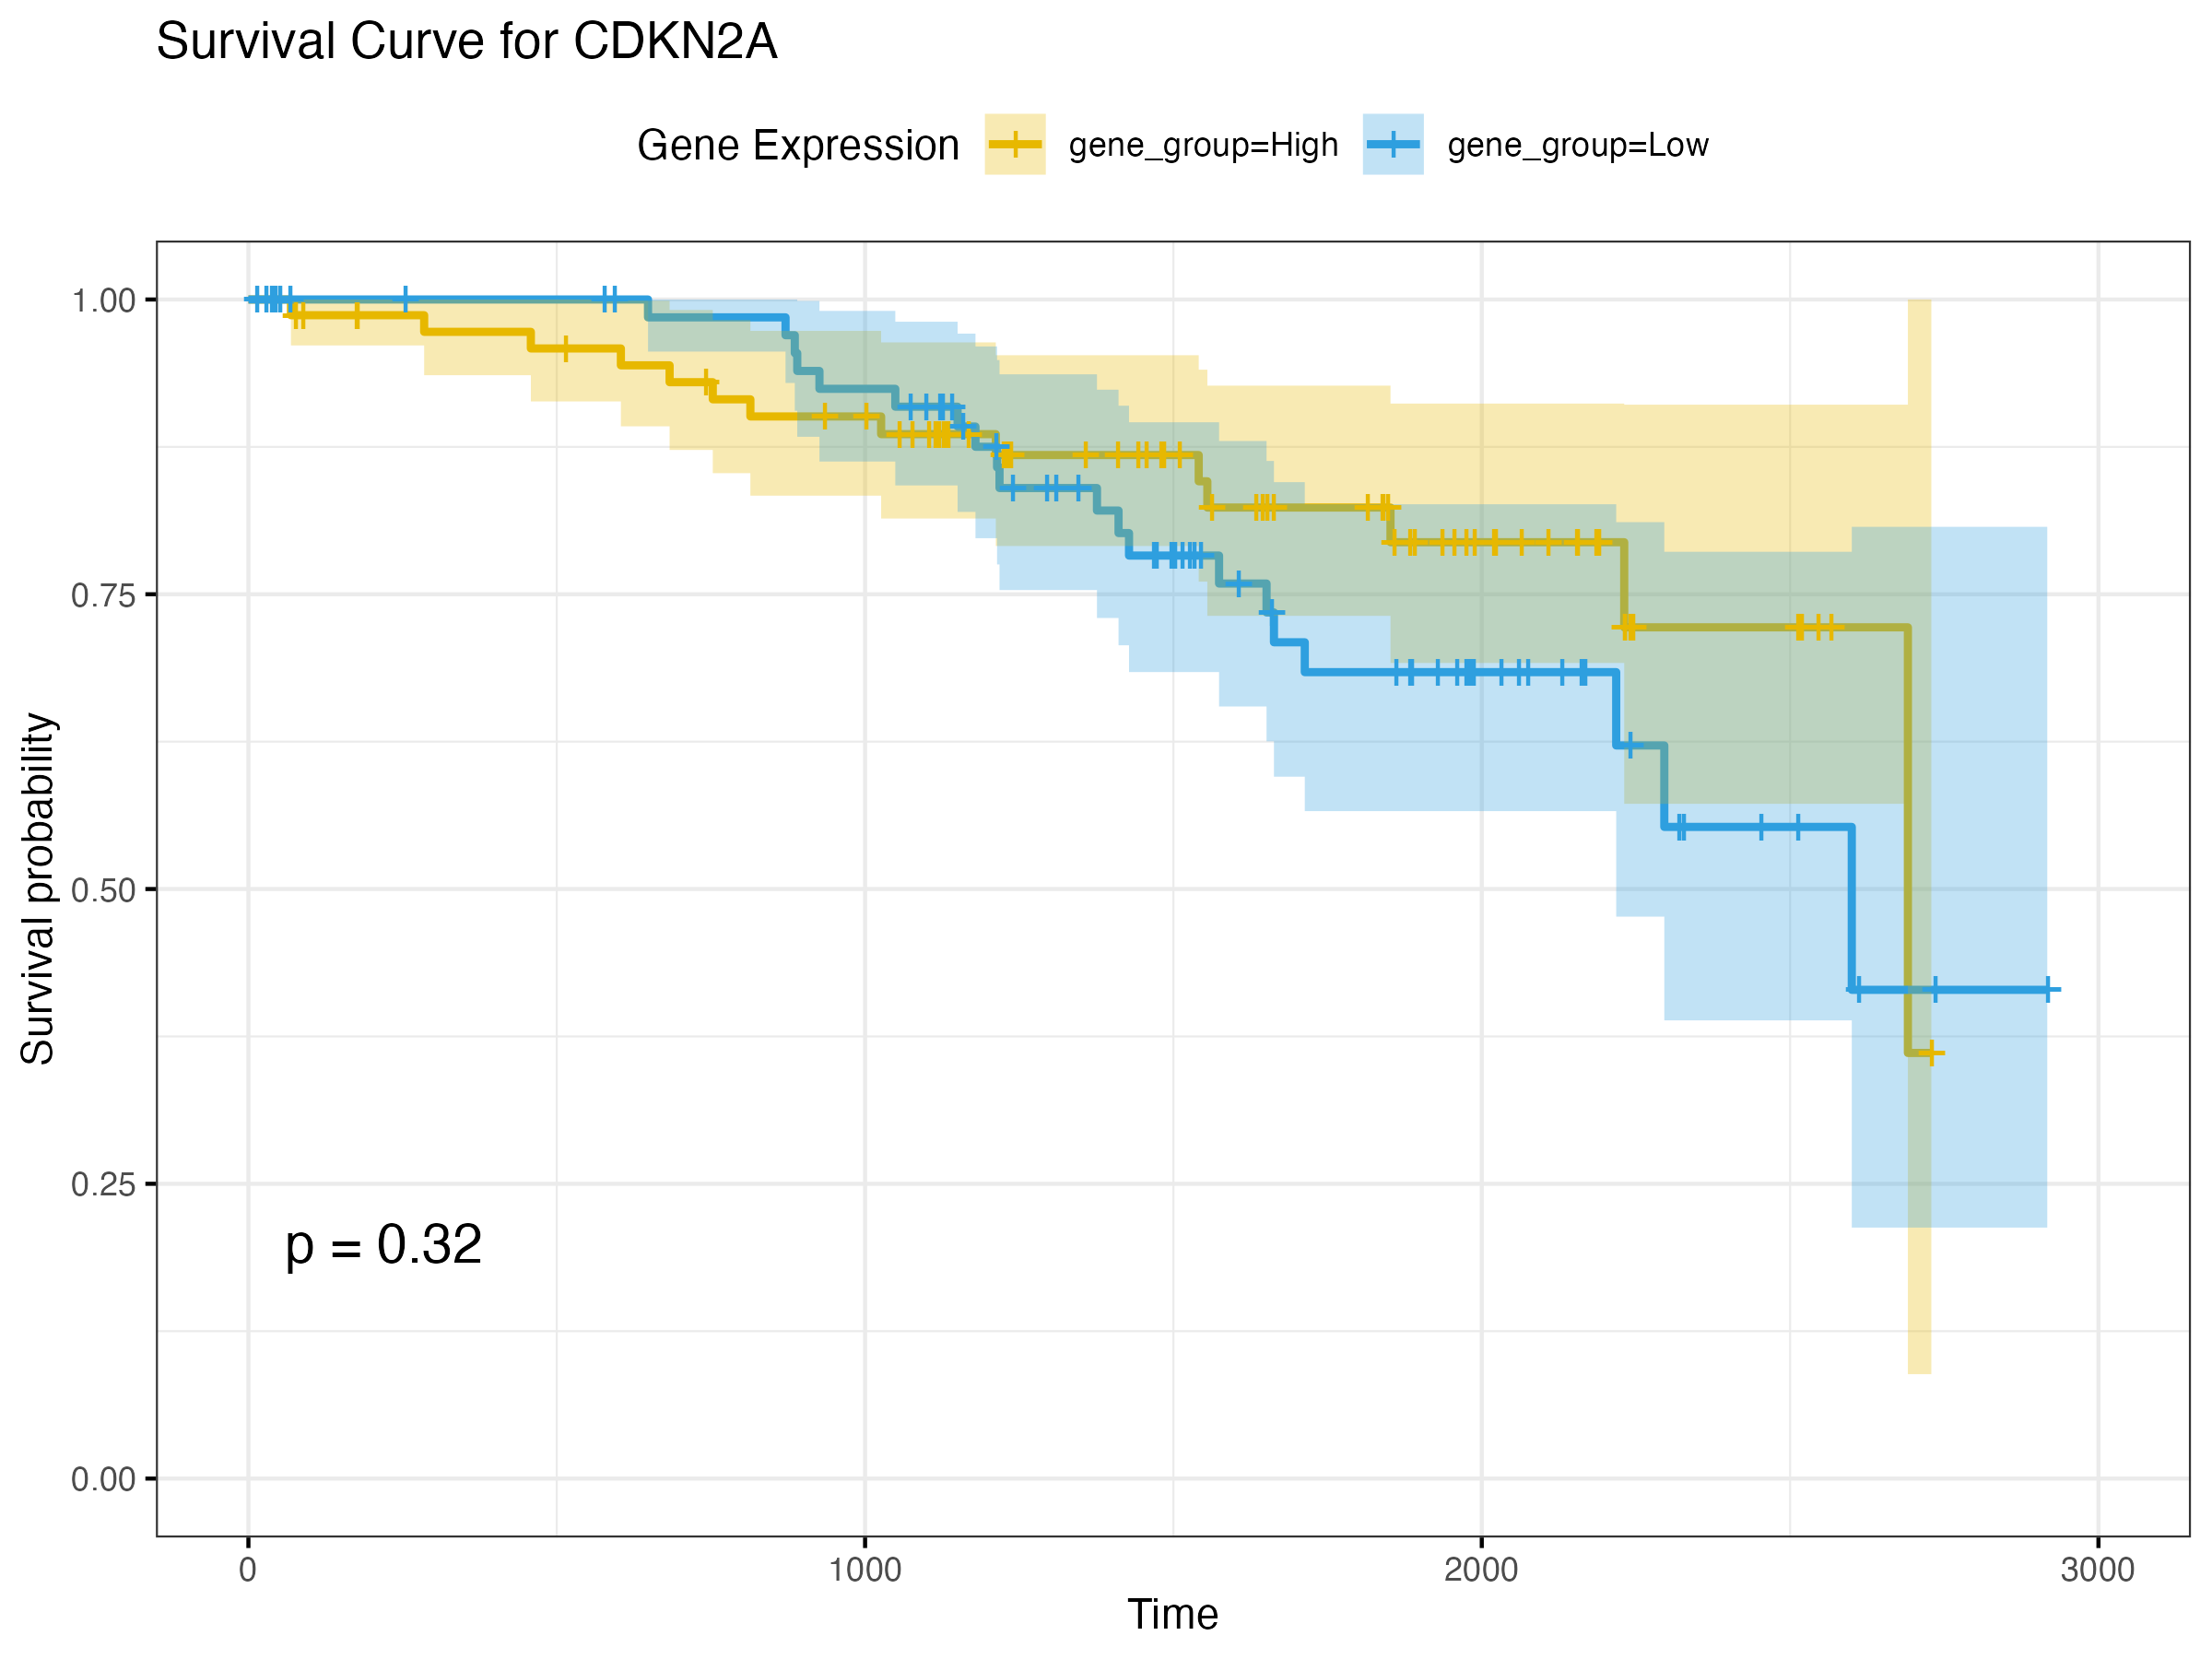 Survival Curve for CDKN2A
Gene Expression gene_group=High gene_group=Low
Survival probability
1.00
0.75
0.50
0.25
0.00
p = 0.32
0 1000 2000 3000
Time